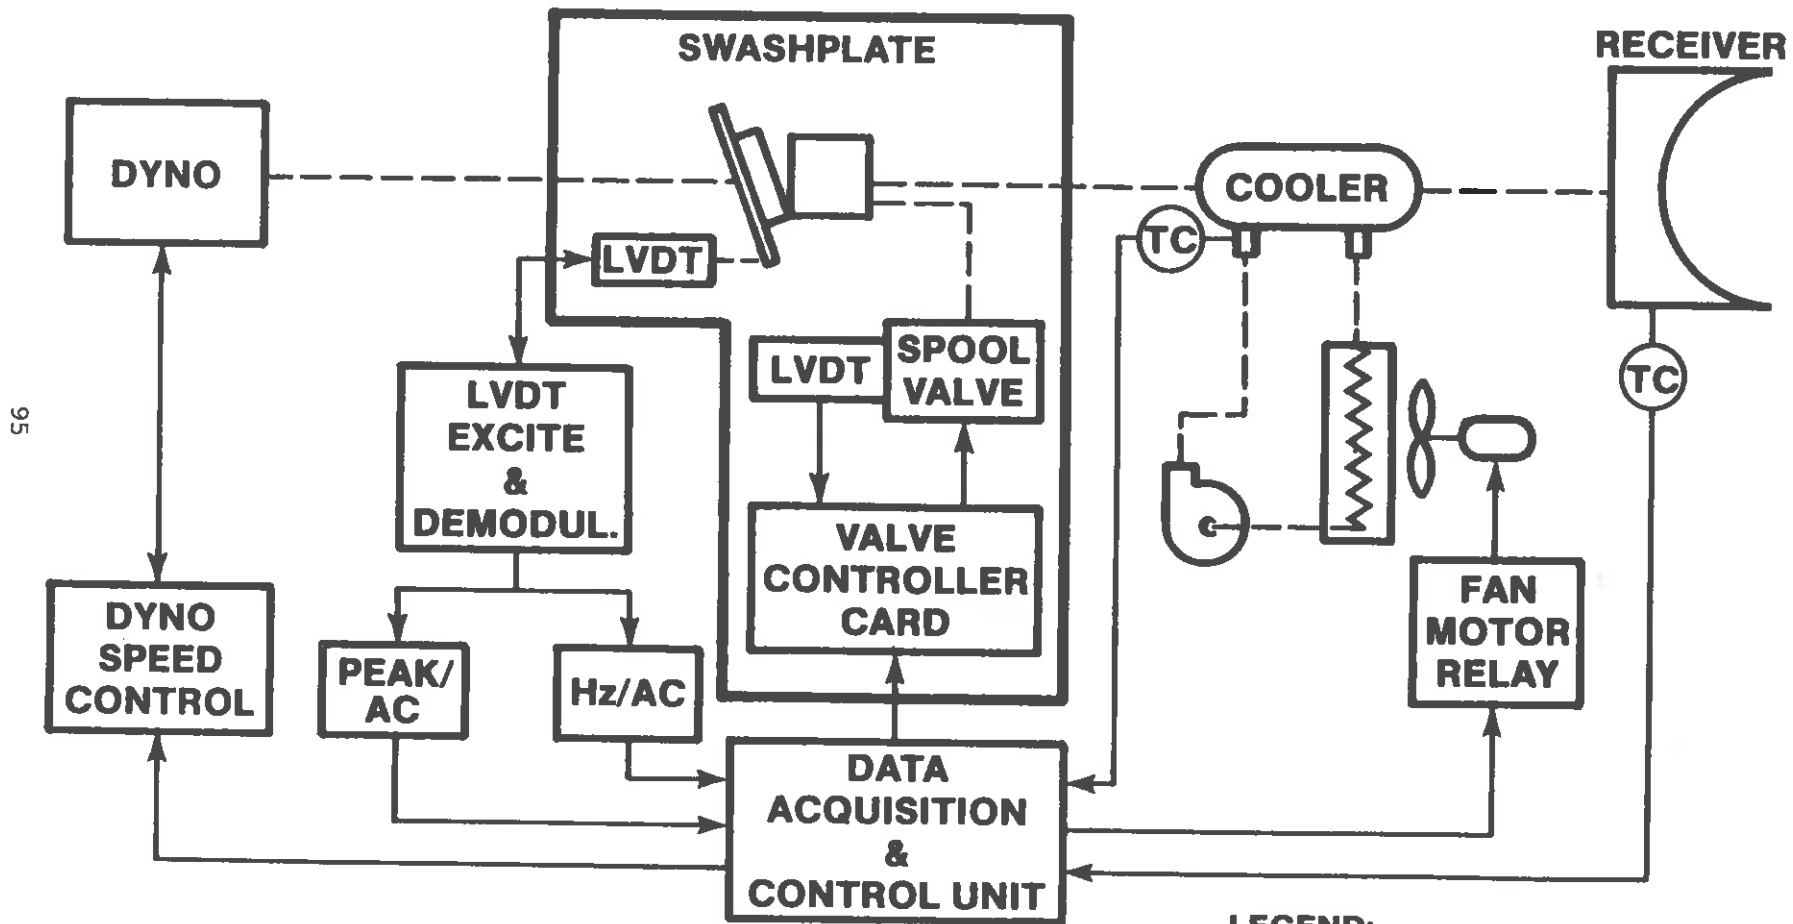 SWASHPLATE
RECEIVER
DYNO
COOLER
TC
LVDT
SPOOL
VALVE
LVDT
TC
LVDT
EXCITE
&
DEMODUL.
95
VALVE
CONTROLLER
CARD
FAN
MOTOR
RELAY
DYNO
SPEED
CONTROL
PEAK/
AC
Hz/AC
DATA
ACQUISITION
&
CONTROL UNIT
LEGEND: